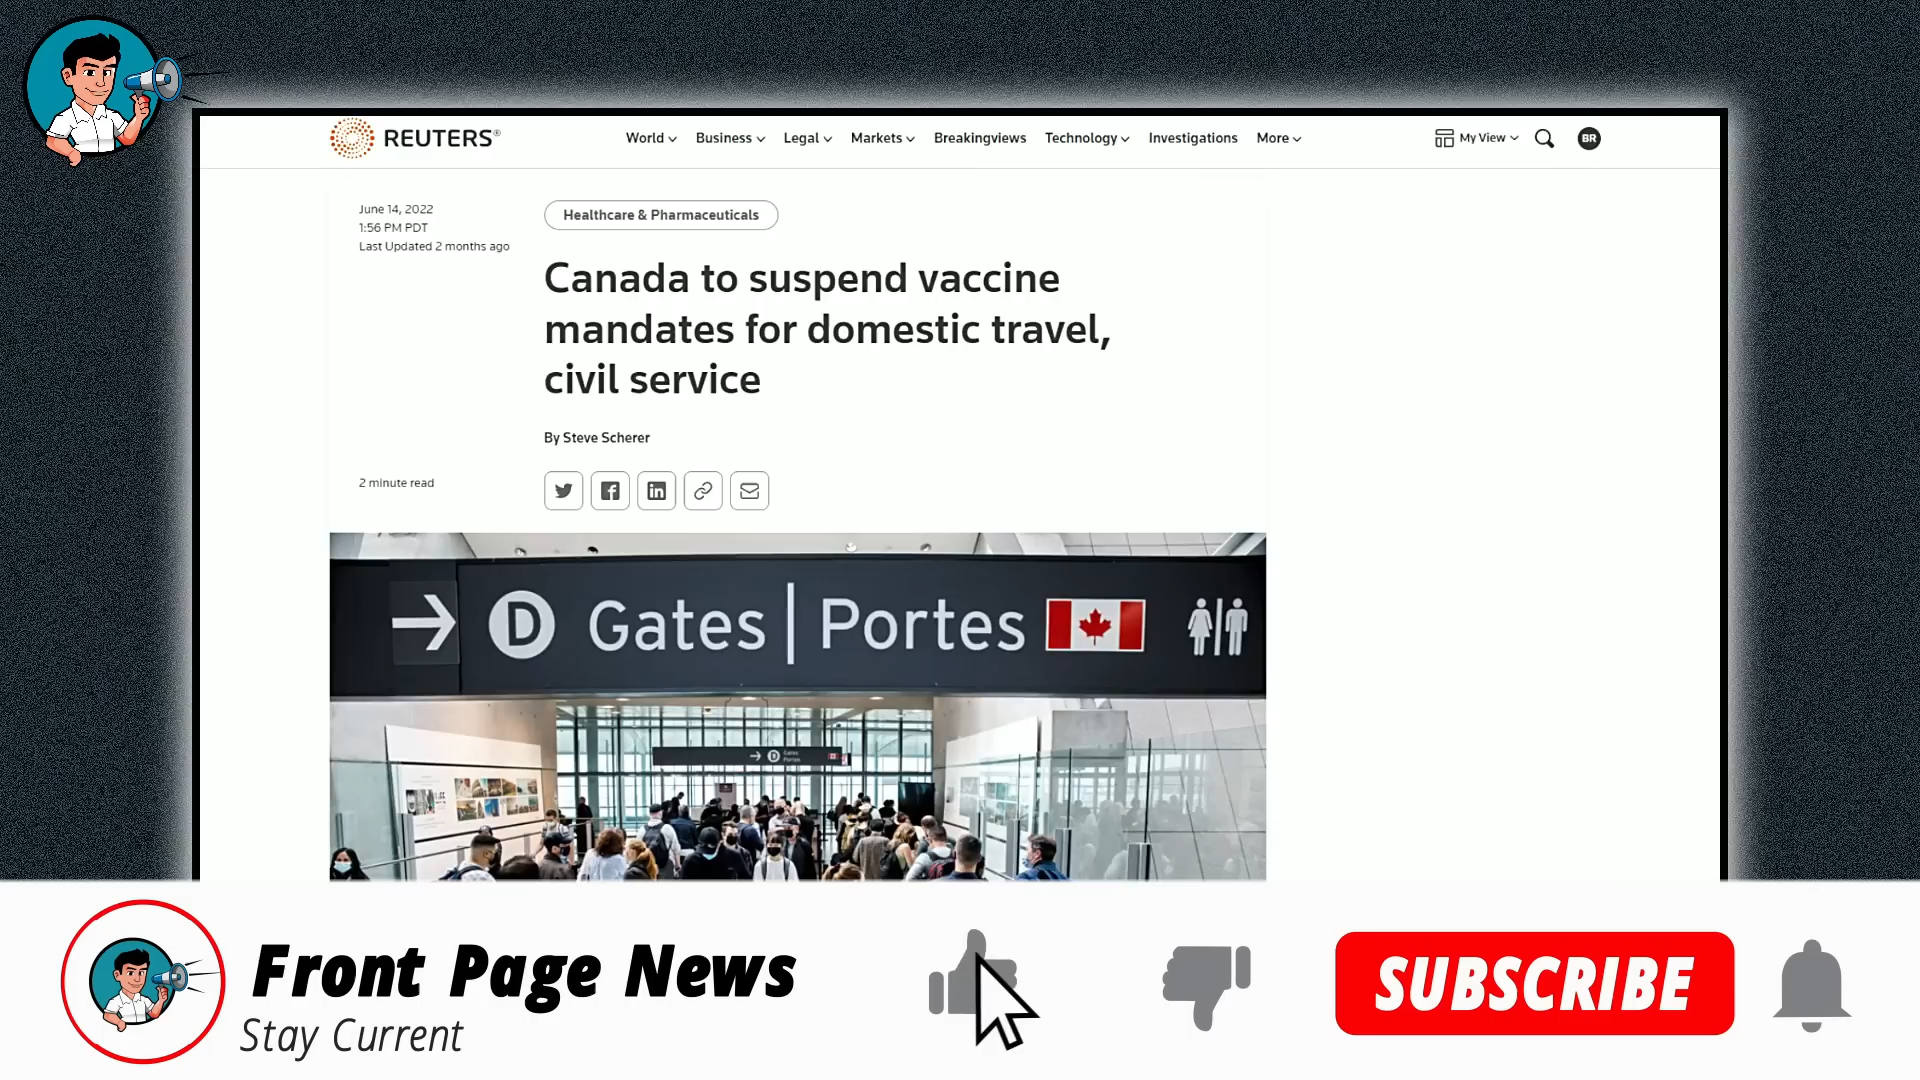 REUTERS®
World Business Legal Markets Breakingviews Technology Investigations More
My View
BR
June 14, 2022
1:56 PM PDT
Last Updated 2 months ago
Healthcare & Pharmaceuticals
Canada to suspend vaccine
mandates for domestic travel,
civil service
By Steve Scherer
2 minute read
D Gates | Portes
D Gates
Portes
Front Page News
Stay Current
SUBSCRIBE